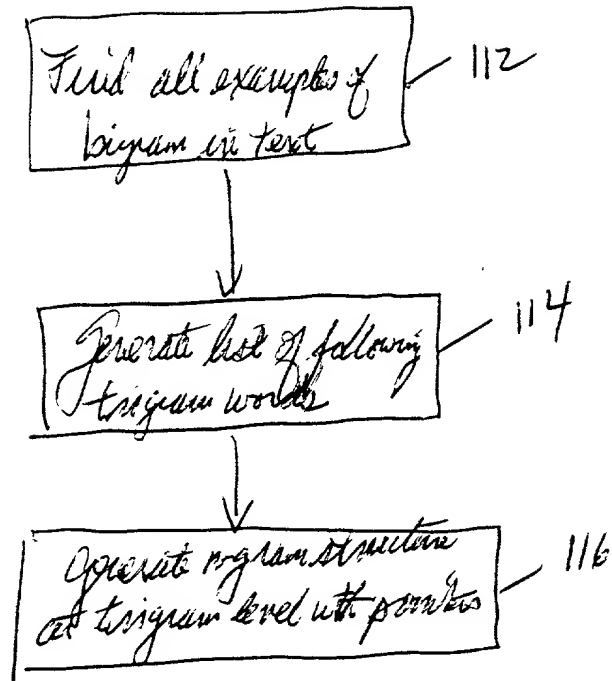 Find all examples of
bigram in text
112
Generate list of following
trigram words
114
Generate n-gram structure
at trigram level with pointers
116